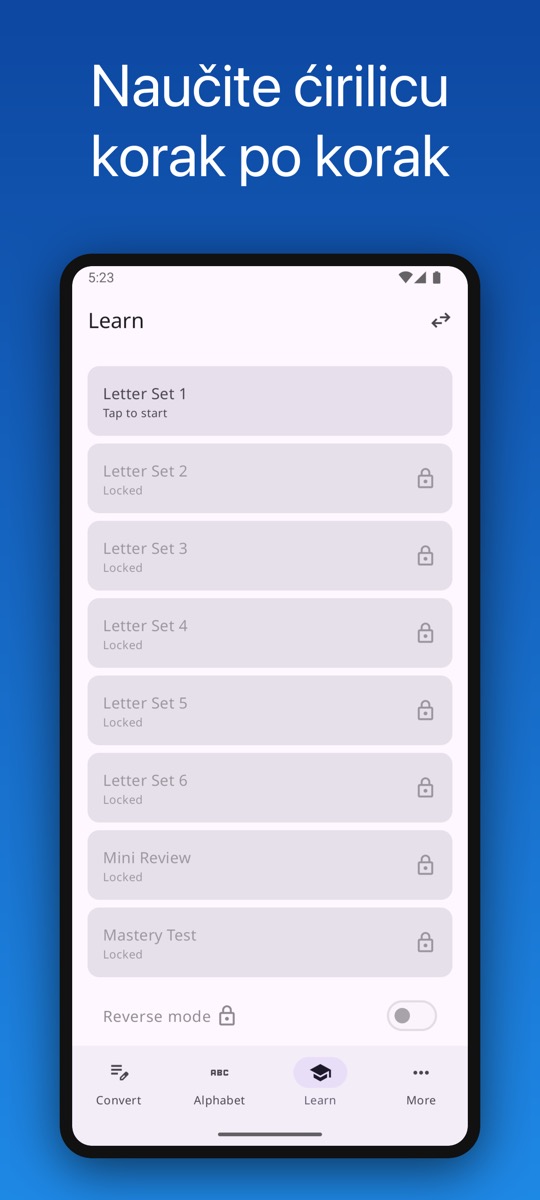 Naučite ćirilicu
korak po korak
5:23
Learn
Letter Set 1
Tap to start
Letter Set 2
Locked
Letter Set 3
Locked
Letter Set 4
Locked
Letter Set 5
Locked
Letter Set 6
Locked
Mini Review
Locked
Mastery Test
Locked
Reverse mode
ABC
Convert Alphabet Learn More